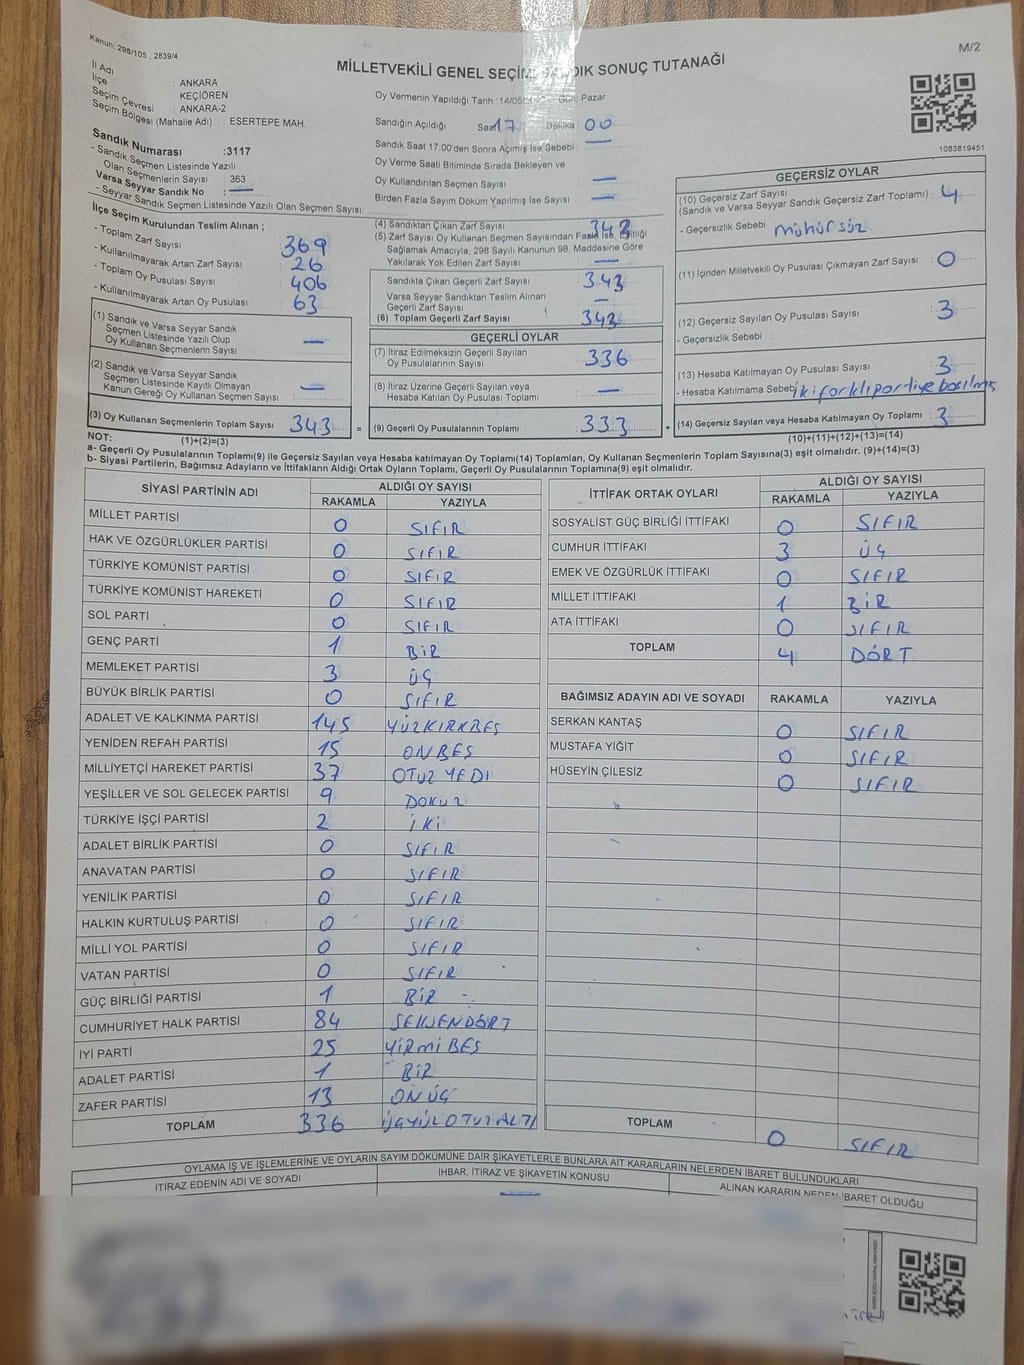 Kanun; 298/105 , 2839/4
M/2
MİLLETVEKİLİ GENEL SEÇİMİ SANDIK SONUÇ TUTANAĞI
İl Adı : ANKARA
İlçe : KEÇİÖREN
Seçim Çevresi : ANKARA-2
Seçim Bölgesi (Mahalle Adı) : ESERTEPE MAH.
Oy Vermenin Yapıldığı Tarih : 14/05/ Gün: Pazar
Sandığın Açıldığı Saat 17 Dakika 00
Sandık Saat 17.00'den Sonra Açılmış İse Sebebi : —
Oy Verme Saati Bitiminde Sırada Bekleyen ve
Oy Kullandırılan Seçmen Sayısı —
Birden Fazla Sayım Döküm Yapılmış İse Sayısı —
1083819451
Sandık Numarası :3117
- Sandık Seçmen Listesinde Yazılı
Olan Seçmenlerin Sayısı : 363
Varsa Seyyar Sandık No : —
- Seyyar Sandık Seçmen Listesinde Yazılı Olan Seçmen Sayısı:
İlçe Seçim Kurulundan Teslim Alınan ;
- Toplam Zarf Sayısı 369
- Kullanılmayarak Artan Zarf Sayısı 26
- Toplam Oy Pusulası Sayısı 406
- Kullanılmayarak Artan Oy Pusulası 63
(1) Sandık ve Varsa Seyyar Sandık
Seçmen Listesinde Yazılı Olup
Oy Kullanan Seçmenlerin Sayısı —
(2) Sandık ve Varsa Seyyar Sandık
Seçmen Listesinde Kayıtlı Olmayan
Kanun Gereği Oy Kullanan Seçmen Sayısı —
(3) Oy Kullanan Seçmenlerin Toplam Sayısı 343 =
(1)+(2)=(3)
(4) Sandıktan Çıkan Zarf Sayısı 343
(5) Zarf Sayısı Oy Kullanan Seçmen Sayısından Fazla İse, Eşitliği
Sağlamak Amacıyla, 298 Sayılı Kanunun 98. Maddesine Göre
Yakılarak Yok Edilen Zarf Sayısı —
Sandıkta Çıkan Geçerli Zarf Sayısı 343
Varsa Seyyar Sandıktan Teslim Alınan
Geçerli Zarf Sayısı —
(6) Toplam Geçerli Zarf Sayısı 343
GEÇERLİ OYLAR
(7) İtiraz Edilmeksizin Geçerli Sayılan
Oy Pusulalarının Sayısı 336
(8) İtiraz Üzerine Geçerli Sayılan veya
Hesaba Katılan Oy Pusulaları Toplamı —
(9) Geçerli Oy Pusulalarının Toplamı 333 +
GEÇERSİZ OYLAR
(10) Geçersiz Zarf Sayısı
(Sandık ve Varsa Seyyar Sandık Geçersiz Zarf Toplamı) : 4
- Geçersizlik Sebebi mühürsüz
(11) İçinden Milletvekili Oy Pusulası Çıkmayan Zarf Sayısı : 0
(12) Geçersiz Sayılan Oy Pusulası Sayısı : 3
- Geçersizlik Sebebi :
(13) Hesaba Katılmayan Oy Pusulası Sayısı : 3
- Hesaba Katılmama Sebebi iki farklı partiye basılmış
(14) Geçersiz Sayılan veya Hesaba Katılmayan Oy Toplamı : 3
(10)+(11)+(12)+(13)=(14)
NOT:
a- Geçerli Oy Pusulalarının Toplamı(9) ile Geçersiz Sayılan veya Hesaba katılmayan Oy Toplamı(14) Toplamları, Oy Kullanan Seçmenlerin Toplam Sayısına(3) eşit olmalıdır. (9)+(14)=(3)
b- Siyasi Partilerin, Bağımsız Adayların ve İttifakların Aldığı Ortak Oyların Toplamı, Geçerli Oy Pusulalarının Toplamına(9) eşit olmalıdır.
SİYASİ PARTİNİN ADI ALDIĞI OY SAYISI
RAKAMLA YAZIYLA
MİLLET PARTİSİ 0 SIFIR
HAK VE ÖZGÜRLÜKLER PARTİSİ 0 SIFIR
TÜRKİYE KOMÜNİST PARTİSİ 0 SIFIR
TÜRKİYE KOMÜNİST HAREKETİ 0 SIFIR
SOL PARTİ 0 SIFIR
GENÇ PARTİ 1 BİR
MEMLEKET PARTİSİ 3 ÜÇ
BÜYÜK BİRLİK PARTİSİ 0 SIFIR
ADALET VE KALKINMA PARTİSİ 145 YÜZKIRKBEŞ
YENİDEN REFAH PARTİSİ 15 ONBEŞ
MİLLİYETÇİ HAREKET PARTİSİ 37 OTUZ YEDİ
YEŞİLLER VE SOL GELECEK PARTİSİ 9 DOKUZ
TÜRKİYE İŞÇİ PARTİSİ 2 İKİ
ADALET BİRLİK PARTİSİ 0 SIFIR
ANAVATAN PARTİSİ 0 SIFIR
YENİLİK PARTİSİ 0 SIFIR
HALKIN KURTULUŞ PARTİSİ 0 SIFIR
MİLLİ YOL PARTİSİ 0 SIFIR
VATAN PARTİSİ 0 SIFIR
GÜÇ BİRLİĞİ PARTİSİ 1 BİR
CUMHURİYET HALK PARTİSİ 84 SEKSENDÖRT
İYİ PARTİ 25 YİRMİBEŞ
ADALET PARTİSİ 1 BİR
ZAFER PARTİSİ 13 ONÜÇ
TOPLAM 336 ÜÇYÜZ OTUZ ALTI
İTTİFAK ORTAK OYLARI ALDIĞI OY SAYISI
RAKAMLA YAZIYLA
SOSYALİST GÜÇ BİRLİĞİ İTTİFAKI 0 SIFIR
CUMHUR İTTİFAKI 3 ÜÇ
EMEK VE ÖZGÜRLÜK İTTİFAKI 0 SIFIR
MİLLET İTTİFAKI 1 BİR
ATA İTTİFAKI 0 SIFIR
TOPLAM 4 DÖRT
BAĞIMSIZ ADAYIN ADI VE SOYADI RAKAMLA YAZIYLA
SERKAN KANTAŞ 0 SIFIR
MUSTAFA YİĞİT 0 SIFIR
HÜSEYİN ÇİLESİZ 0 SIFIR
TOPLAM 0 SIFIR
OYLAMA İŞ VE İŞLEMLERİNE VE OYLARIN SAYIM DÖKÜMÜNE DAİR ŞİKAYETLERLE BUNLARA AİT KARARLARIN NELERDEN İBARET BULUNDUKLARI
İTİRAZ EDENİN ADI VE SOYADI İHBAR, İTİRAZ VE ŞİKAYETİN KONUSU ALINAN KARARIN NEDEN İBARET OLDUĞU
—